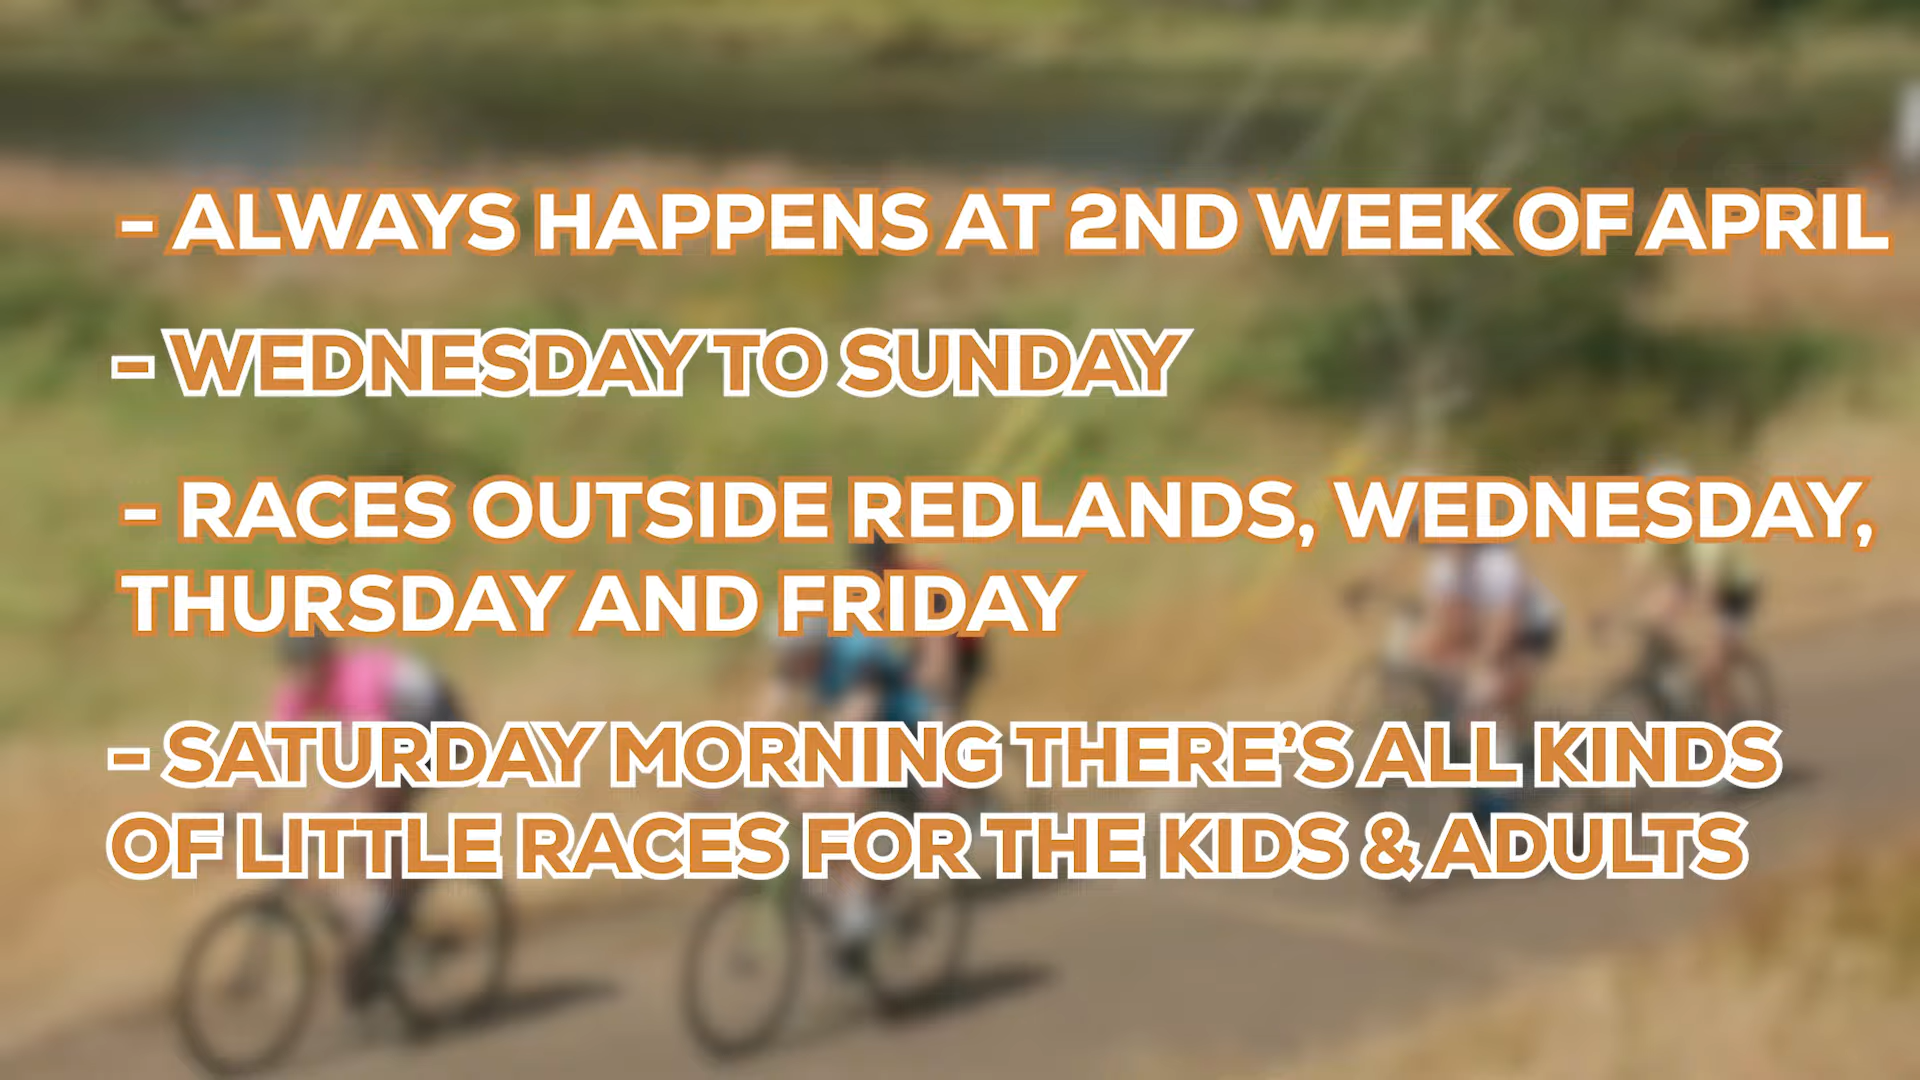 - ALWAYS HAPPENS AT 2ND WEEK OF APRIL
- WEDNESDAY TO SUNDAY
- RACES OUTSIDE REDLANDS, WEDNESDAY,
THURSDAY AND FRIDAY
- SATURDAY MORNING THERE’S ALL KINDS
OF LITTLE RACES FOR THE KIDS & ADULTS